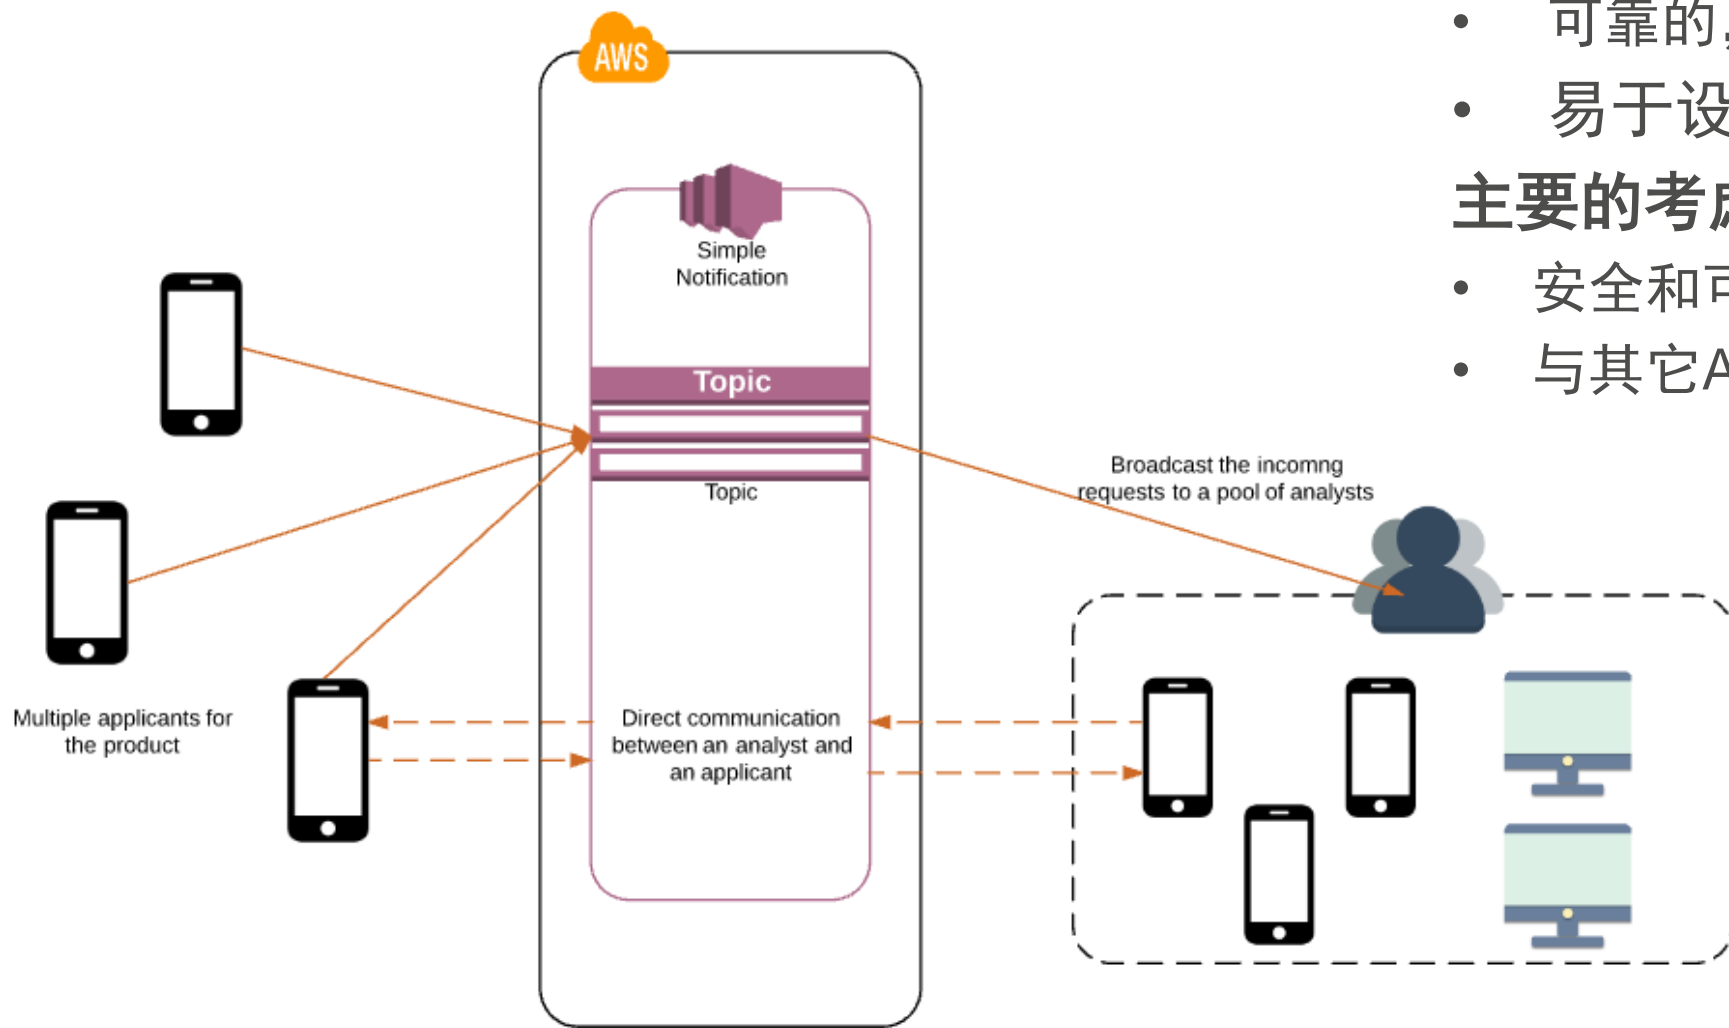 AWS
Simple
Notification
Topic
Topic
Multiple applicants for
the product
Direct communication
between an analyst and
an applicant
Broadcast the incomng
requests to a pool of analysts
• 可靠的,
• 易于设
主要的考
• 安全和可
• 与其它A